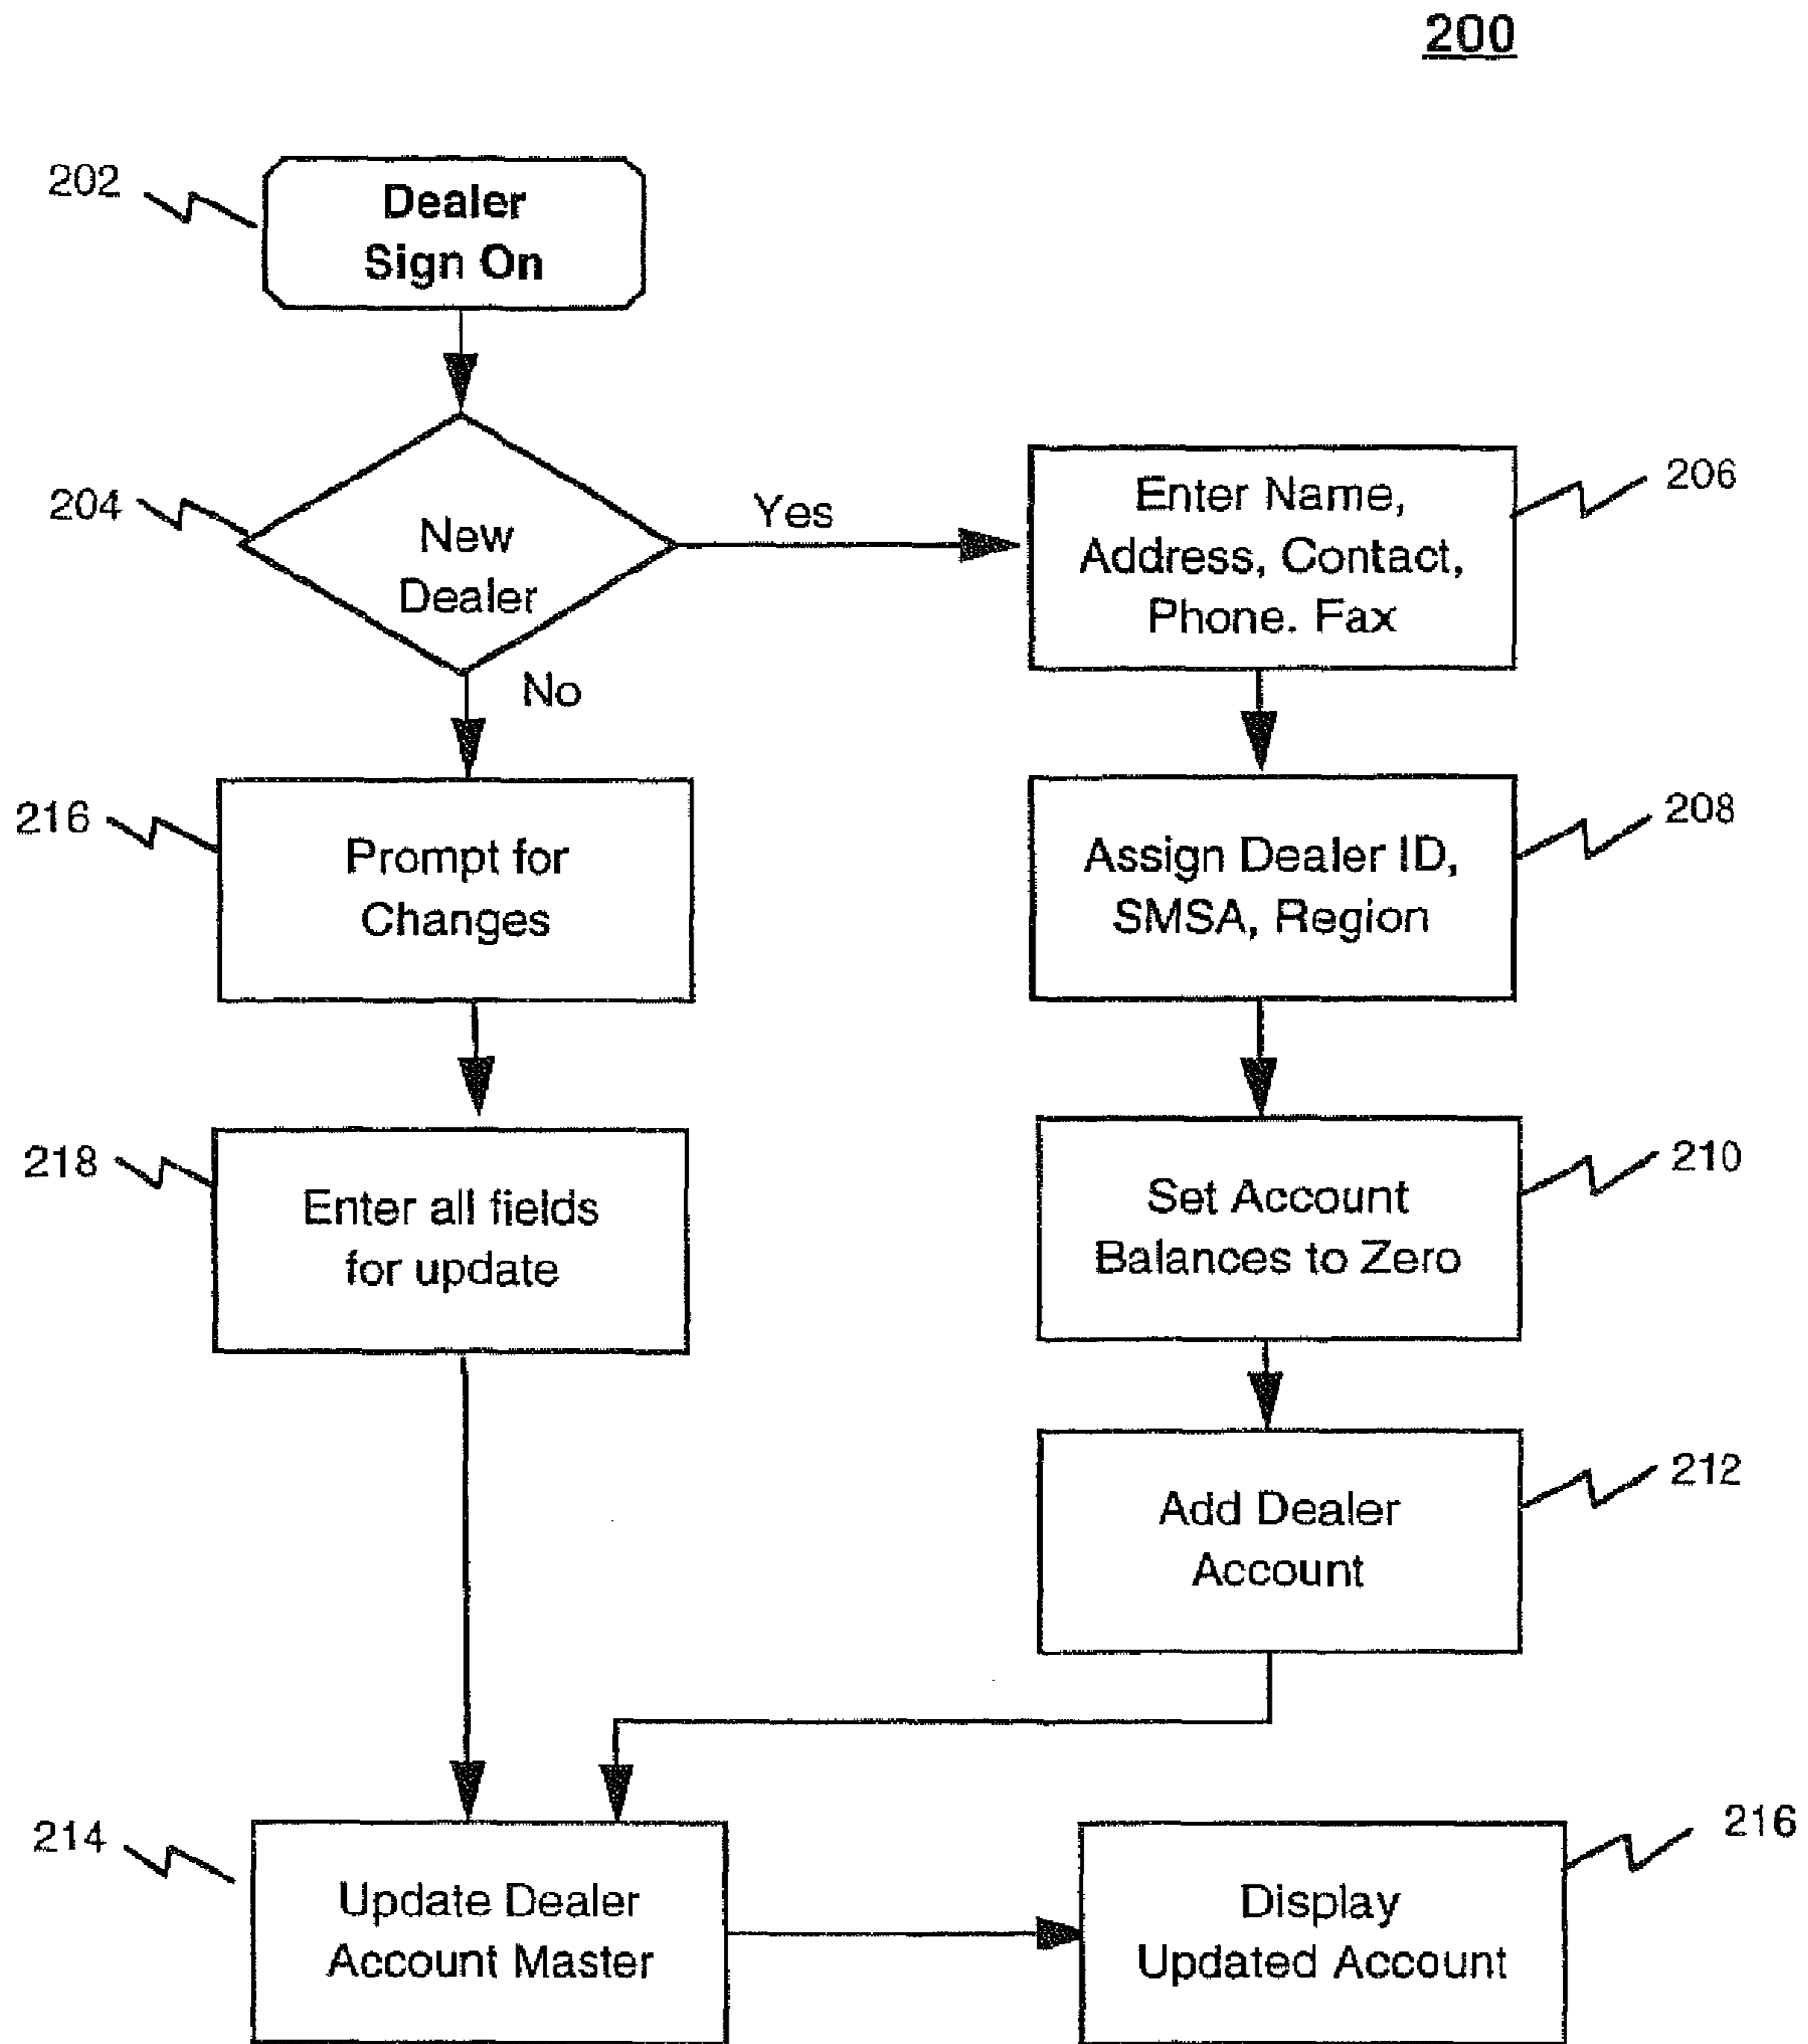 200
202
Dealer
Sign On
204
New
Dealer
Yes
Enter Name,
Address, Contact,
Phone. Fax
206
No
216
Prompt for
Changes
Assign Dealer ID,
SMSA, Region
208
218
Enter all fields
for update
Set Account
Balances to Zero
210
Add Dealer
Account
212
214
Update Dealer
Account Master
Display
Updated Account
216